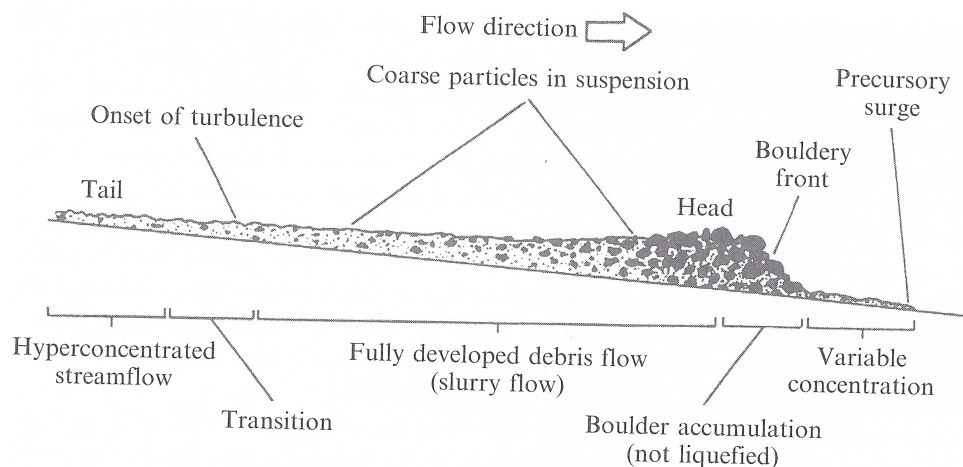 Flow direction
Coarse particles in suspension
Precursory
surge
Onset of turbulence
Bouldery
front
Tail
Head
Hyperconcentrated
streamflow
Fully developed debris flow
(slurry flow)
Variable
concentration
Transition
Boulder accumulation
(not liquefied)